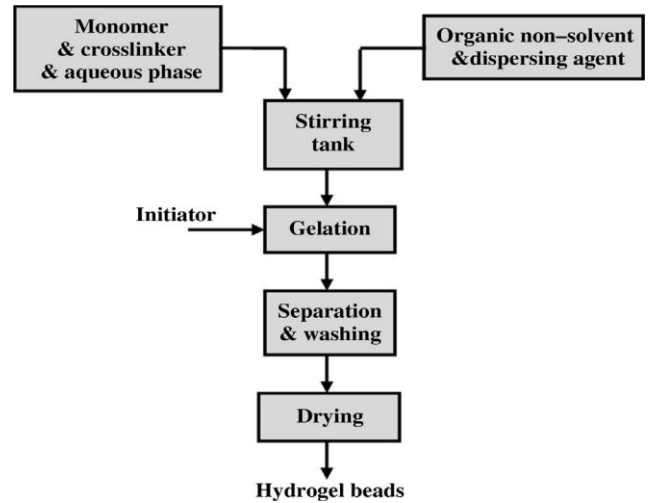 Monomer
& crosslinker
& aqueous phase
Organic non–solvent
&dispersing agent
Stirring
tank
Initiator
Gelation
Separation
& washing
Drying
Hydrogel beads